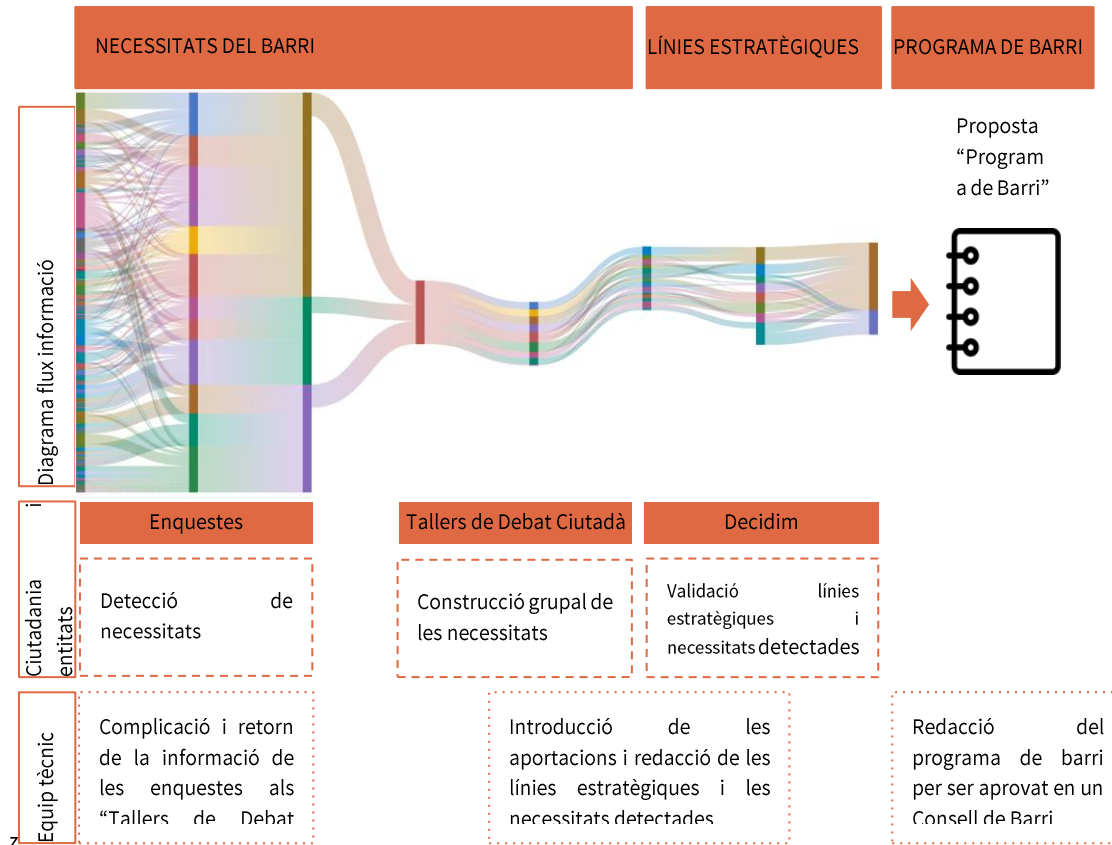 NECESSITATS DEL BARRI
LÍNIES ESTRATÈGIQUES
PROGRAMA DE BARRI
Diagrama flux informació
Proposta
“Program
a de Barri”
Ciutadania i
entitats
Enquestes
Tallers de Debat Ciutadà
Decidim
Detecció de
necessitats
Construcció grupal de
les necessitats
Validació línies
estratègiques i
necessitats detectades
Equip tècnic
Complicació i retorn
de la informació de
les enquestes als
“Tallers de Debat
Introducció de les
aportacions i redacció de les
línies estratègiques i les
necessitats detectades
Redacció del
programa de barri
per ser aprovat en un
Consell de Barri